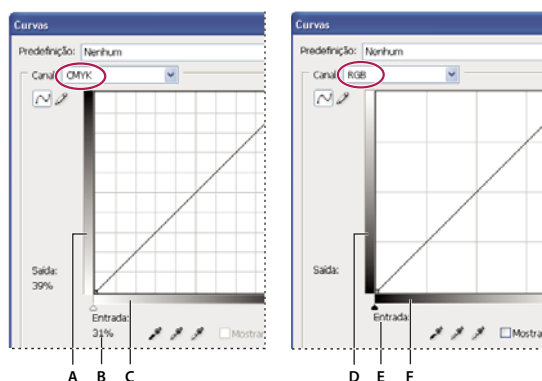 Curvas
Predefinição: Nenhum
Canal: CMYK
Saída:
39%
Entrada:
31%
Mostrar
A B C
Curvas
Predefinição: Nenhum
Canal: RGB
Saída:
Entrada:
Mostra
D E F